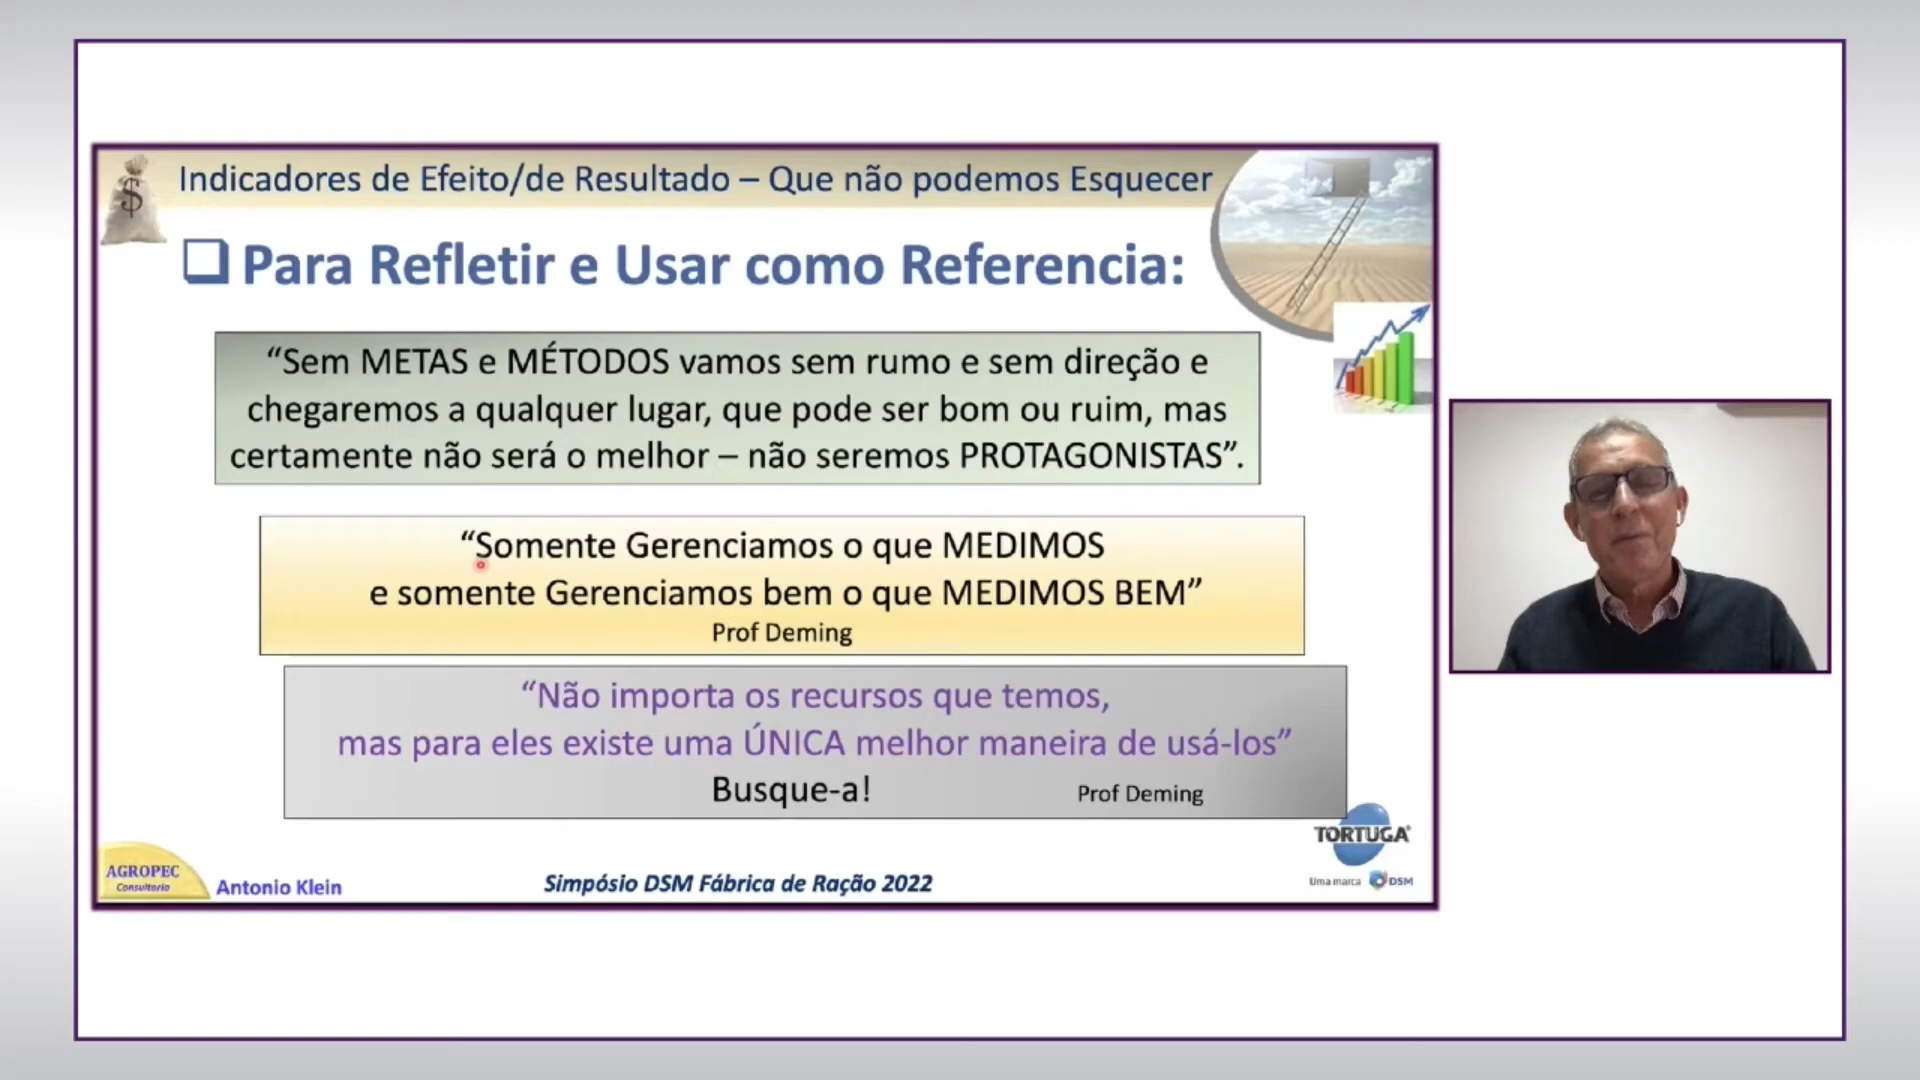 $
Indicadores de Efeito/de Resultado – Que não podemos Esquecer
Para Refletir e Usar como Referencia:
“Sem METAS e MÉTODOS vamos sem rumo e sem direção e
chegaremos a qualquer lugar, que pode ser bom ou ruim, mas
certamente não será o melhor – não seremos PROTAGONISTAS”.
“Somente Gerenciamos o que MEDIMOS
e somente Gerenciamos bem o que MEDIMOS BEM”
Prof Deming
“Não importa os recursos que temos,
mas para eles existe uma ÚNICA melhor maneira de usá-los”
Busque-a! Prof Deming
TORTUGA®
Uma marca DSM
AGROPEC
Consultoria
Antonio Klein
Simpósio DSM Fábrica de Ração 2022